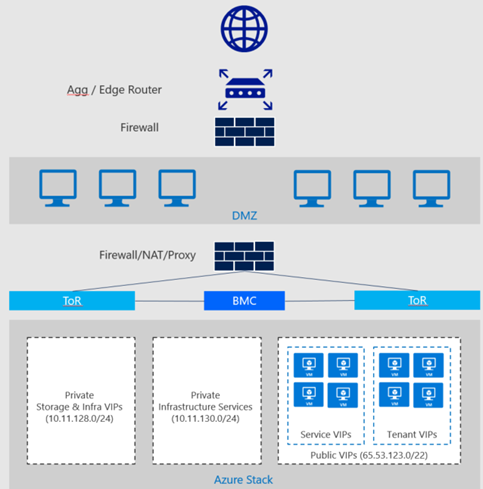 Agg / Edge Router
Firewall
DMZ
Firewall/NAT/Proxy
ToR
BMC
ToR
Private
Storage & Infra VIPs
(10.11.128.0/24)
Private
Infrastructure Services
(10.11.130.0/24)
VM
VM
VM
VM
VM
VM
VM
VM
Service VIPs
Tenant VIPs
Public VIPs (65.53.123.0/22)
Azure Stack